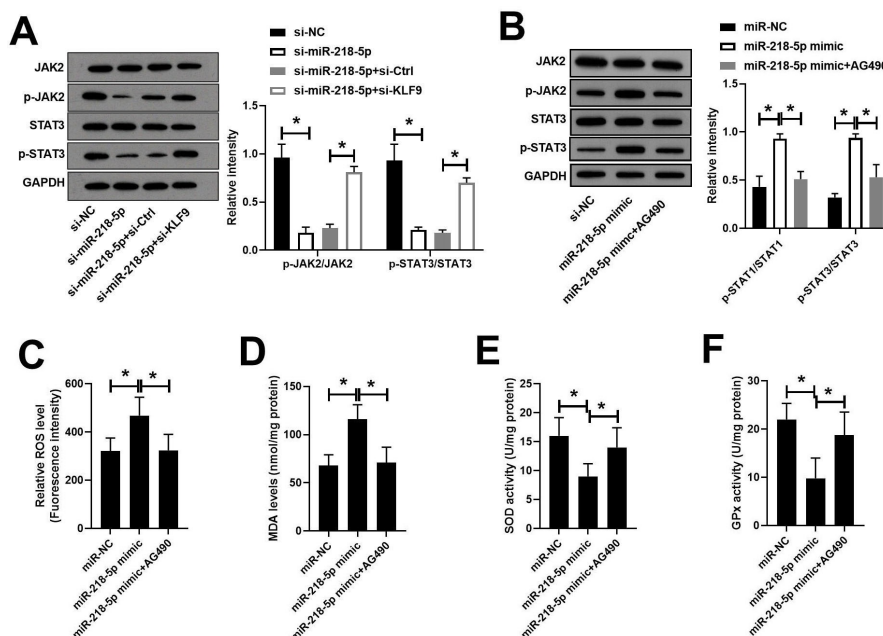 A
JAK2
p-JAK2
STAT3
p-STAT3
GAPDH
si-NC
si-miR-218-5p
si-miR-218-5p+si-Ctrl
si-miR-218-5p+si-KLF9
si-NC
si-miR-218-5p
si-miR-218-5p+si-Ctrl
si-miR-218-5p+si-KLF9
Relative Intensity
1.5
1.0
0.5
0.0
* * * *
p-JAK2/JAK2
p-STAT3/STAT3
B
JAK2
p-JAK2
STAT3
p-STAT3
GAPDH
si-NC
miR-218-5p mimic
miR-218-5p mimc+AG490
miR-NC
miR-218-5p mimic
miR-218-5p mimic+AG490
Relative Intensity
1.5
1.0
0.5
0.0
* * * *
p-STAT1/STAT1
p-STAT3/STAT3
C
Relative ROS level
(Fluorescence intensity)
600
400
200
0
* *
miR-NC
miR-218-5p mimic
miR-218-5p mimic+AG490
D
MDA levels (nmol/mg protein)
150
100
50
0
* *
miR-NC
miR-218-5p mimic
miR-218-5p mimic+AG490
E
SOD activity (U/mg protein)
25
20
15
10
5
0
* *
miR-NC
miR-218-5p mimic
miR-218-5p mimic+AG490
F
GPx activity (U/mg protein)
30
20
10
0
* *
miR-NC
miR-218-5p mimic
miR-218-5p mimic+AG490